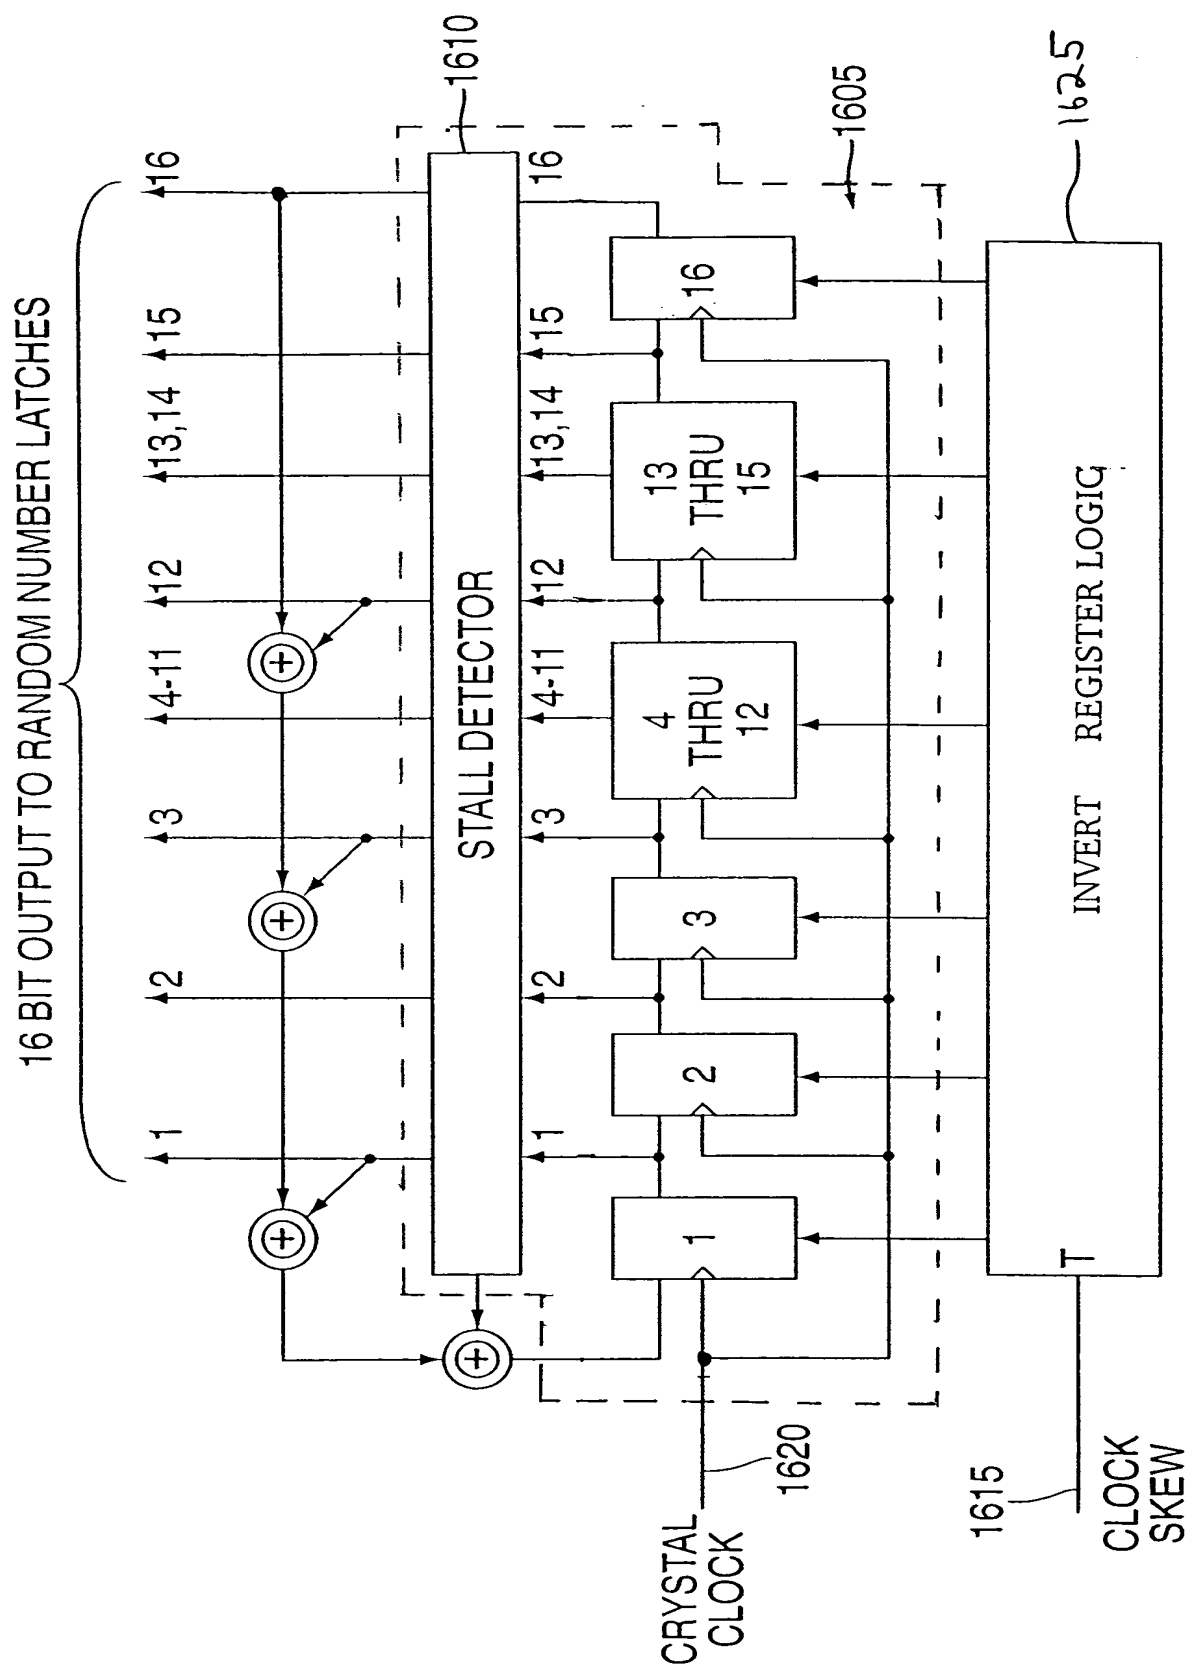 16 BIT OUTPUT TO RANDOM NUMBER LATCHES
1
2
3
4-11
12
13,14
15
16
1610
STALL DETECTOR
1
2
3
4-11
12
13,14
15
16
1
2
3
4
THRU
12
13
THRU
15
16
1605
CRYSTAL
CLOCK
1620
T
INVERT REGISTER LOGIC
1625
1615
CLOCK
SKEW